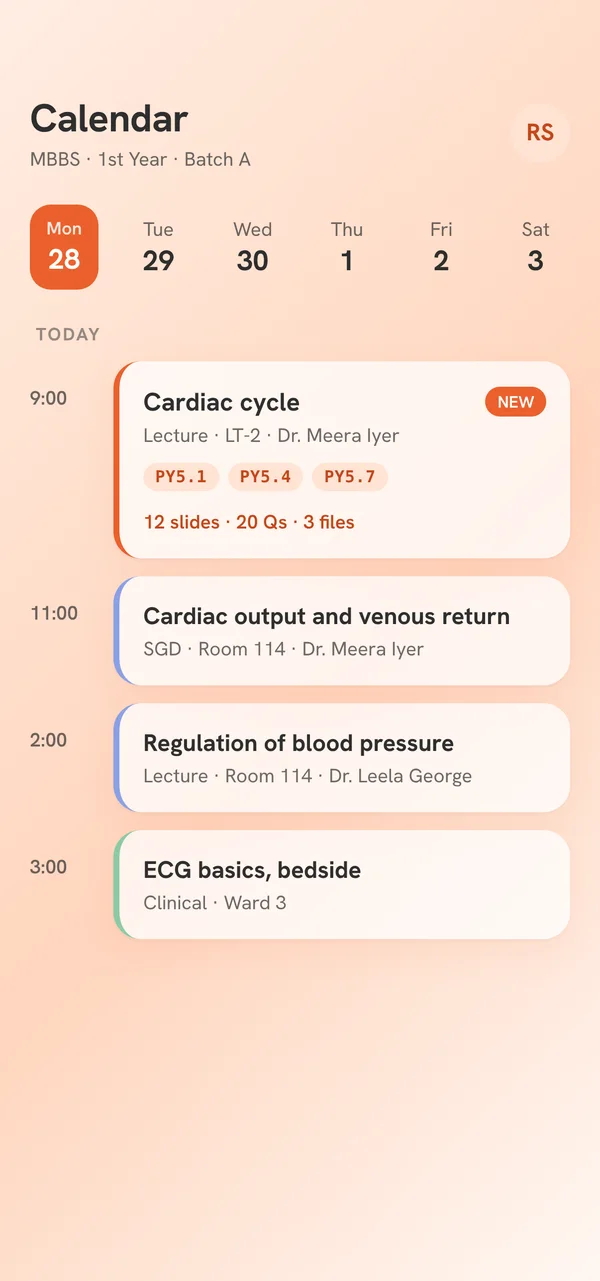 Calendar
RS
MBBS · 1st Year · Batch A
Mon Tue Wed Thu Fri Sat
28 29 30 1 2 3
TODAY
9:00
Cardiac cycle
NEW
Lecture · LT-2 · Dr. Meera Iyer
PY5.1 PY5.4 PY5.7
12 slides · 20 Qs · 3 files
11:00
Cardiac output and venous return
SGD · Room 114 · Dr. Meera Iyer
2:00
Regulation of blood pressure
Lecture · Room 114 · Dr. Leela George
3:00
ECG basics, bedside
Clinical · Ward 3